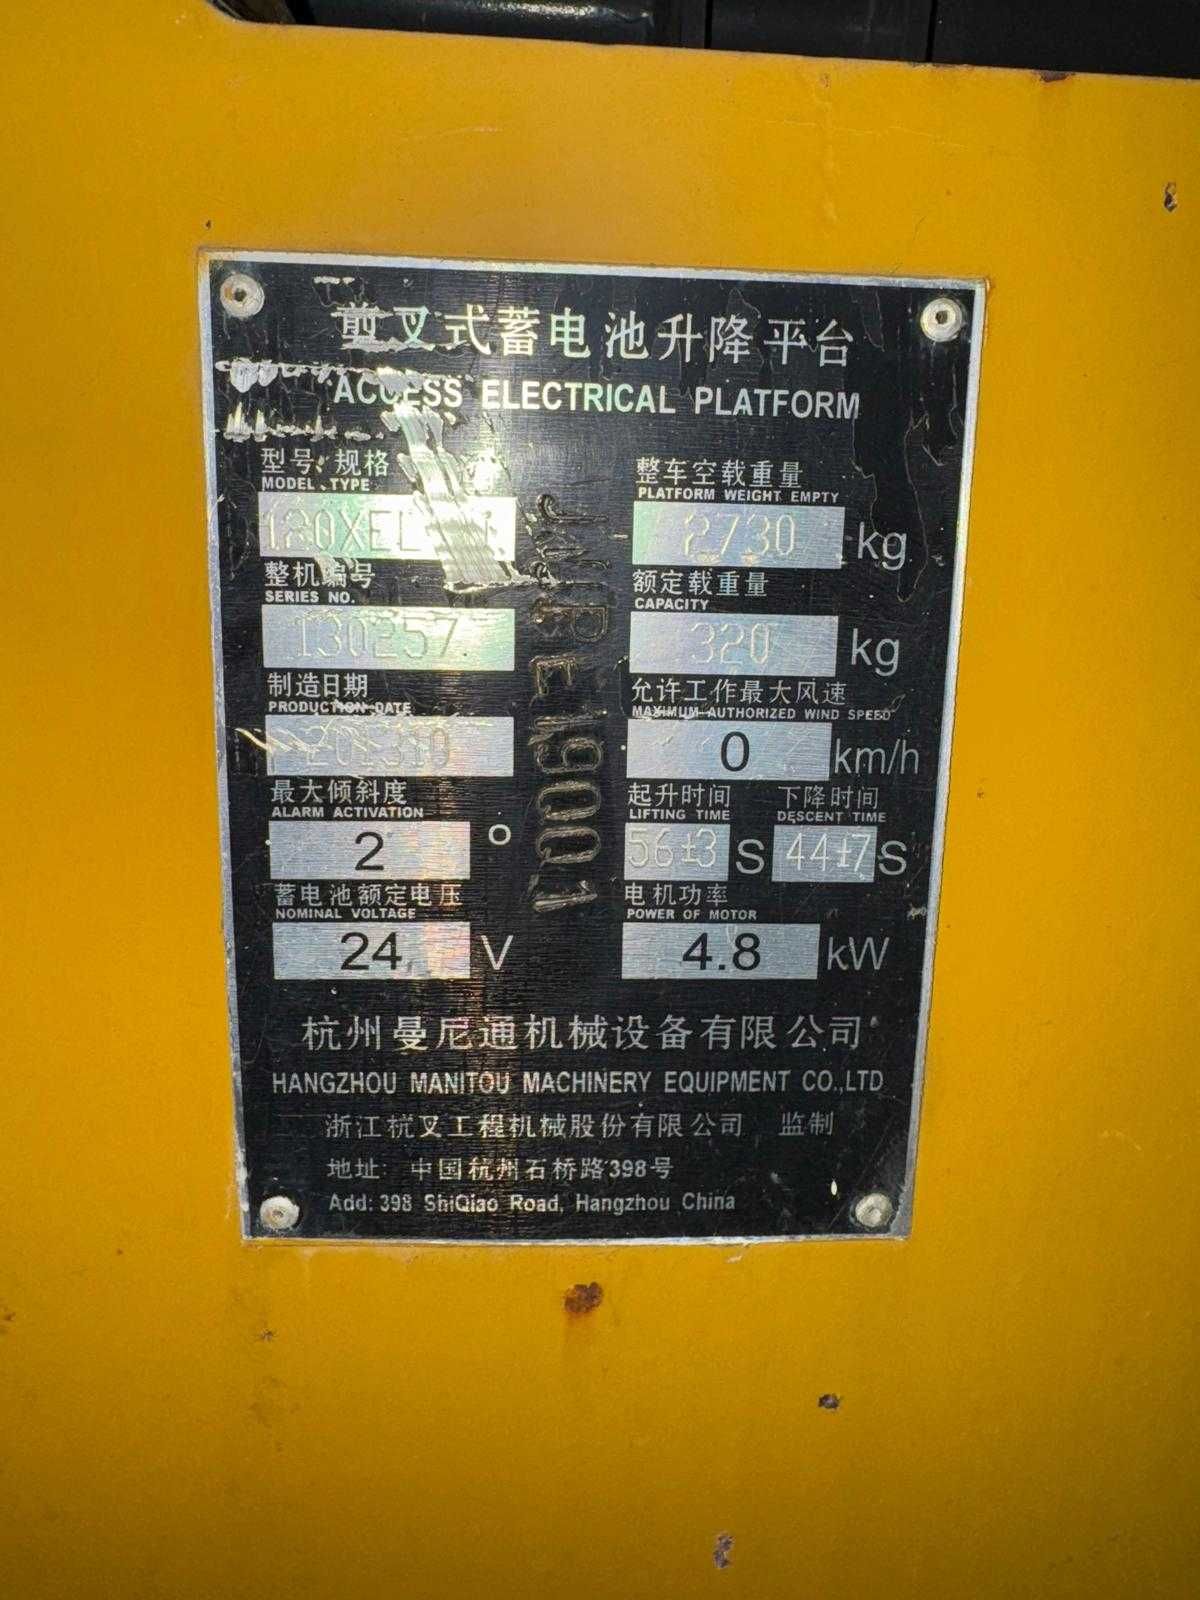 剪叉式蓄电池升降平台
ACCESS ELECTRICAL PLATFORM
型号.规格
MODEL.TYPE
整机编号
SERIES NO.
130257
制造日期
PRODUCTION DATE
201310
最大倾斜度
ALARM ACTIVATION
2 °
蓄电池额定电压
NOMINAL VOLTAGE
24 V
整车空载重量
PLATFORM WEIGHT EMPTY
2730 kg
额定载重量
CAPACITY
320 kg
允许工作最大风速
MAXIMUM AUTHORIZED WIND SPEED
0 km/h
起升时间 下降时间
LIFTING TIME DESCENT TIME
56±3 S 44±7 S
电机功率
POWER OF MOTOR
4.8 kW
杭州曼尼通机械设备有限公司
HANGZHOU MANITOU MACHINERY EQUIPMENT CO.,LTD
浙江杭叉工程机械股份有限公司 监制
地址: 中国杭州石桥路398号
Add: 398 ShiQiao Road, Hangzhou China